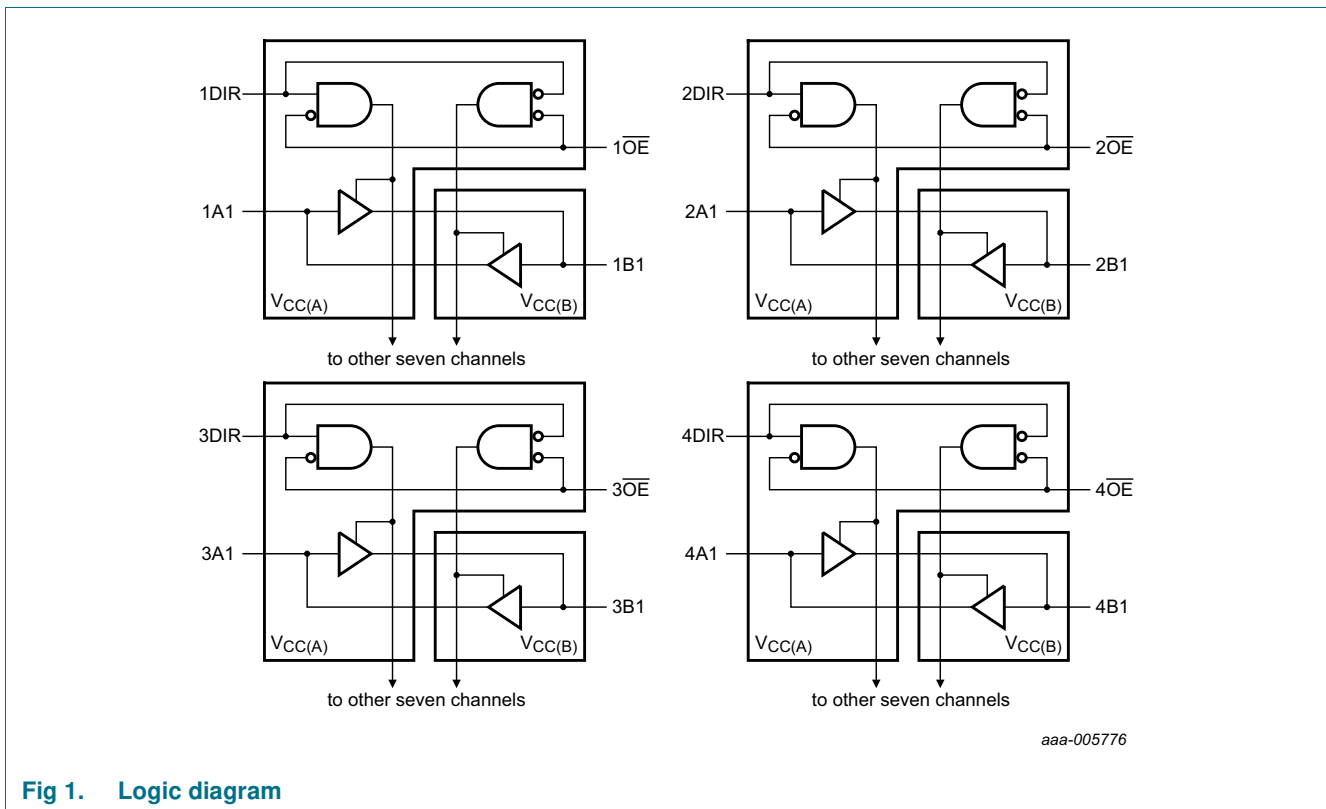 1DIR
1OE
1A1
1B1
VCC(A)
VCC(B)
to other seven channels
2DIR
2OE
2A1
2B1
VCC(A)
VCC(B)
to other seven channels
3DIR
3OE
3A1
3B1
VCC(A)
VCC(B)
to other seven channels
4DIR
4OE
4A1
4B1
VCC(A)
VCC(B)
to other seven channels
aaa-005776
Fig 1. Logic diagram